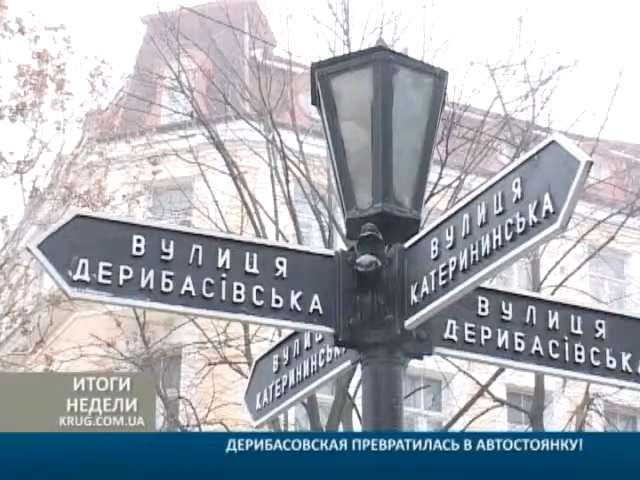 ВУЛИЦЯ
ДЕРИБАСІВСЬКА
ВУЛИЦЯ
КАТЕРИНИНСЬКА
ВУЛИЦЯ
ДЕРИБАСІВСЬКА
ВУЛИЦЯ
КАТЕРИНИНСЬКА
ИТОГИ
НЕДЕЛИ
KRUG.COM.UA
ДЕРИБАСОВСКАЯ ПРЕВРАТИЛАСЬ В АВТОСТОЯНКУ!